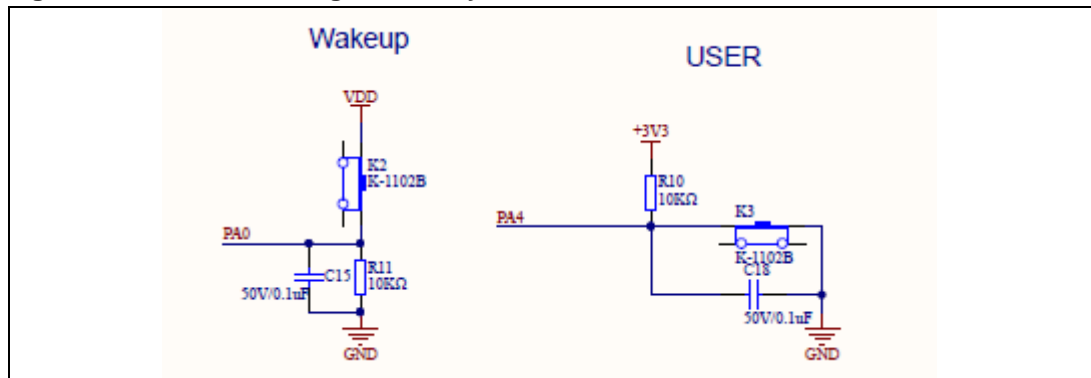 Wakeup
VDD
K2
K-1102B
PA0
C15
R11
10KΩ
50V/0.1uF
GND
USER
+3V3
R10
10KΩ
PA4
K3
K-1102B
C18
50V/0.1uF
GND